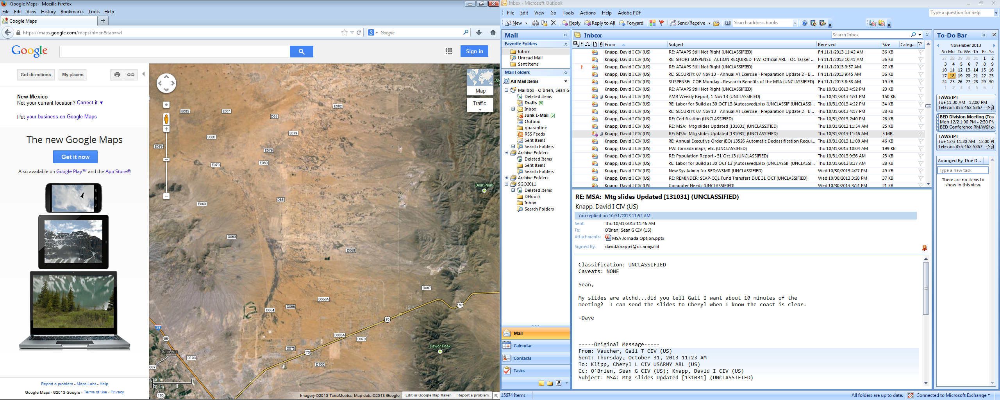 Google Maps - Mozilla Firefox
File Edit View History Bookmarks Tools Help
Google Maps
https://maps.google.com/maps?hl=en&tab=wl
Google
Google
Sign in
Get directions My places
New Mexico
Not your current location? Correct it ▼
Put your business on Google Maps
The new Google Maps
Get it now
Also available on Google Play™ and the App Store®
Report a problem - Maps Labs - Help
Google Maps - ©2013 Google - Terms of Use - Privacy
Map
Traffic
E085
E084
E082
D65
E079
E080
E079
E079
E080
E079
D65
E063
Bear Peak
D063
D068
D087
D066A
D066
D064
70
70
25
85
D085A
D070
D075
70
Baylor Peak
Doña Ana
D103
D100
037
185
2 mi
2 km
Imagery ©2013 TerraMetrics, Map data ©2013 Google - Edit in Google Map Maker Report a problem
Inbox - Microsoft Outlook
File Edit View Go Tools Actions Help Adobe PDF
Type a question for help
New Reply Reply to All Forward Send/Receive Search address books
Mail
Favorite Folders
Inbox
Unread Mail
Sent Items
Mail Folders
All Mail Items
Mailbox - O'Brien, Sean G
Deleted Items
Drafts [6]
Inbox
Junk E-Mail [5]
Outbox
quarantine
RSS Feeds
Sent Items
Search Folders
Archive Folders
Deleted Items
Sent Items
Search Folders
Archive Folders
SGO2011
Deleted Items
DHoock
Inbox
Search Folders
Mail
Calendar
Contacts
Tasks
Inbox
Search Inbox
From Subject Received Size Categ...
Knapp, David I CIV (US) RE: ATAAPS Still Not Right (UNCLASSIFIED) Fri 11/1/2013 11:42 AM 36 KB
Knapp, David I CIV (US) RE: SHORT SUSPENSE--ACTION REQUIRED FW: Official ARL - OC Tasker ... Fri 11/1/2013 10:41 AM 36 KB
Knapp, David I CIV (US) RE: ATAAPS Still Not Right (UNCLASSIFIED) Fri 11/1/2013 9:57 AM 27 KB
Knapp, David I CIV (US) RE: SECURITY: 07 Nov 13 - Annual AT Exercise - Preparation Update 2 - B... Fri 11/1/2013 9:45 AM 36 KB
Knapp, David I CIV (US) SUSPENSE: COB Monday - Research Benefits of the MSA (UNCLASSIFIED) Fri 11/1/2013 8:58 AM 19 KB
Knapp, David I CIV (US) RE: ATAAPS Still Not Right (UNCLASSIFIED) Thu 10/31/2013 4:52 PM 23 KB
Knapp, David I CIV (US) AMB Weekly Report, 1 Nov 13 (UNCLASSIFIED) Thu 10/31/2013 4:51 PM 150 KB
Knapp, David I CIV (US) RE: Labor for Build as 30 OCT 13 (Autosaved).xlsx (UNCLASSIF (UNCLASSI... Thu 10/31/2013 4:22 PM 34 KB
Knapp, David I CIV (US) RE: SECURITY: 07 Nov 13 - Annual AT Exercise - Preparation Update 2 - B... Thu 10/31/2013 4:17 PM 28 KB
Knapp, David I CIV (US) RE: Certification (UNCLASSIFIED) Thu 10/31/2013 2:40 PM 26 KB
Knapp, David I CIV (US) RE: MSA: Mtg slides Updated [131031] (UNCLASSIFIED) Thu 10/31/2013 11:54 AM 25 KB
Knapp, David I CIV (US) RE: MSA: Mtg slides Updated [131031] (UNCLASSIFIED) Thu 10/31/2013 11:46 AM 5 MB
Knapp, David I CIV (US) RE: Annual Executive Order (EO) 13526 Automatic Declassification Requi... Thu 10/31/2013 11:00 AM 46 KB
Knapp, David I CIV (US) FW: Jornada maps, etc. (UNCLASSIFIED) Thu 10/31/2013 10:04 AM 199 KB
Knapp, David I CIV (US) RE: Population Report - 31 Oct 13 (UNCLASSIFIED) Thu 10/31/2013 9:36 AM 23 KB
Knapp, David I CIV (US) RE: Labor for Build as 30 OCT 13 (Autosaved).xlsx (UNCLASSIF (UNCLASSI... Thu 10/31/2013 8:37 AM 28 KB
Knapp, David I CIV (US) New Sys Admin for BED/WSMR (UNCLASSIFIED) Wed 10/30/2013 4:27 PM 49 KB
Knapp, David I CIV (US) RE: REMINDER: SEAP-CQL Fund Transfers DUE 31 OCT (UNCLASSIFIED) Wed 10/30/2013 3:28 PM 37 KB
Knapp, David I CIV (US) Computer Needs (UNCLASSIFIED) Wed 10/30/2013 3:14 PM 21 KB
RE: MSA: Mtg slides Updated [131031] (UNCLASSIFIED)
Knapp, David I CIV (US)
You replied on 10/31/2013 11:52 AM.
Sent: Thu 10/31/2013 11:46 AM
To: O'Brien, Sean G CIV (US)
Attachments: MSA Jornada Option.pptx
Signed By: david.knapp3@us.army.mil
Classification: UNCLASSIFIED
Caveats: NONE
Sean,
My slides are atchd...did you tell Gail I want about 10 minutes of the
meeting? I can send the slides to Cheryl when I know the coast is clear.
-Dave
-----Original Message-----
From: Vaucher, Gail T CIV (US)
Sent: Thursday, October 31, 2013 11:23 AM
To: Klipp, Cheryl L CIV USARMY ARL (US)
Cc: O'Brien, Sean G CIV (US); Knapp, David I CIV (US)
Subject: MSA: Mtg slides Updated [131031] (UNCLASSIFIED)
To-Do Bar
November 2013
Su Mo Tu We Th Fr Sa
27 28 29 30 31 1 2
3 4 5 6 7 8 9
10 11 12 13 14 15 16
17 18 19 20 21 22 23
24 25 26 27 28 29 30
1 2 3 4 5 6 7
TAWS IPT
Tue 11:30 AM - 12:00 PM
Telecom 855-462-5367
BED Division Meeting (Tea
Mon 12/2 1:00 PM - 2:30 PM
BED Conference RM/WSM
TAWS IPT
Tue 12/3 11:30 AM - 12:00 PM
Telecom 855-462-5367
Arranged By: Due D...
Type a new task
There are no items to
show in this view.
15674 Items
All folders are up to date. Connected to Microsoft Exchange